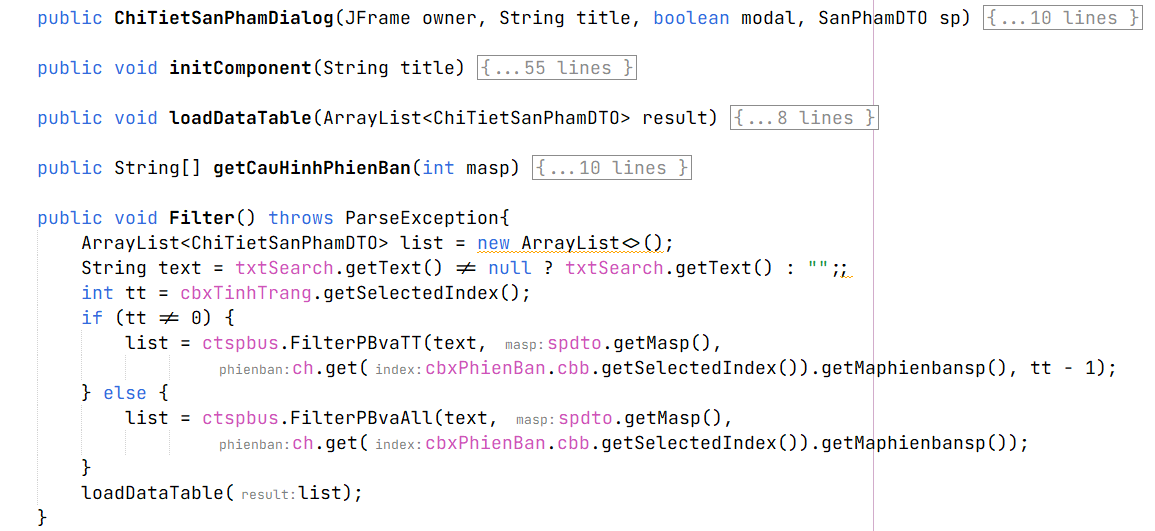 public ChiTietSanPhamDialog(JFrame owner, String title, boolean modal, SanPhamDTO sp) {...10 lines }
public void initComponent(String title) {...55 lines }
public void loadDataTable(ArrayList<ChiTietSanPhamDTO> result) {...8 lines }
public String[] getCauHinhPhienBan(int masp) {...10 lines }
public void Filter() throws ParseException{
ArrayList<ChiTietSanPhamDTO> list = new ArrayList<>();
String text = txtSearch.getText() != null ? txtSearch.getText() : "";;
int tt = cbxTinhTrang.getSelectedIndex();
if (tt != 0) {
list = ctspbus.FilterPBvaTT(text, masp:spdto.getMasp(),
phienban:ch.get( index:cbxPhienBan.cbb.getSelectedIndex()).getMaphienbansp(), tt - 1);
} else {
list = ctspbus.FilterPBvaAll(text, masp:spdto.getMasp(),
phienban:ch.get( index:cbxPhienBan.cbb.getSelectedIndex()).getMaphienbansp());
}
loadDataTable( result:list);
}